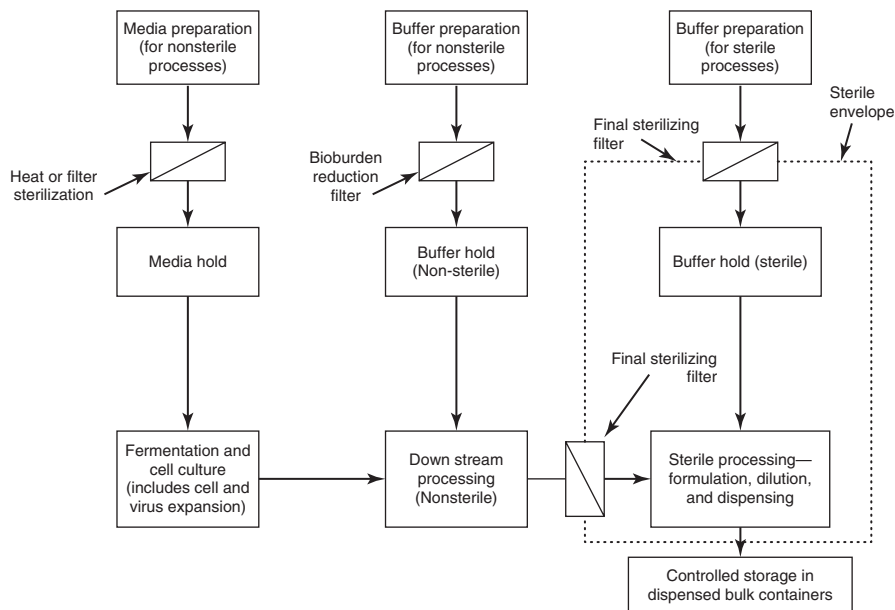 Media preparation
(for nonsterile
processes)
Buffer preparation
(for nonsterile
processes)
Buffer preparation
(for sterile
processes)
Sterile
envelope
Final sterilizing
filter
Heat or filter
sterilization
Bioburden
reduction
filter
Media hold
Buffer hold
(Non-sterile)
Buffer hold (sterile)
Final sterilizing
filter
Fermentation and
cell culture
(includes cell and
virus expansion)
Down stream
processing
(Nonsterile)
Sterile processing—
formulation, dilution,
and dispensing
Controlled storage in
dispensed bulk containers